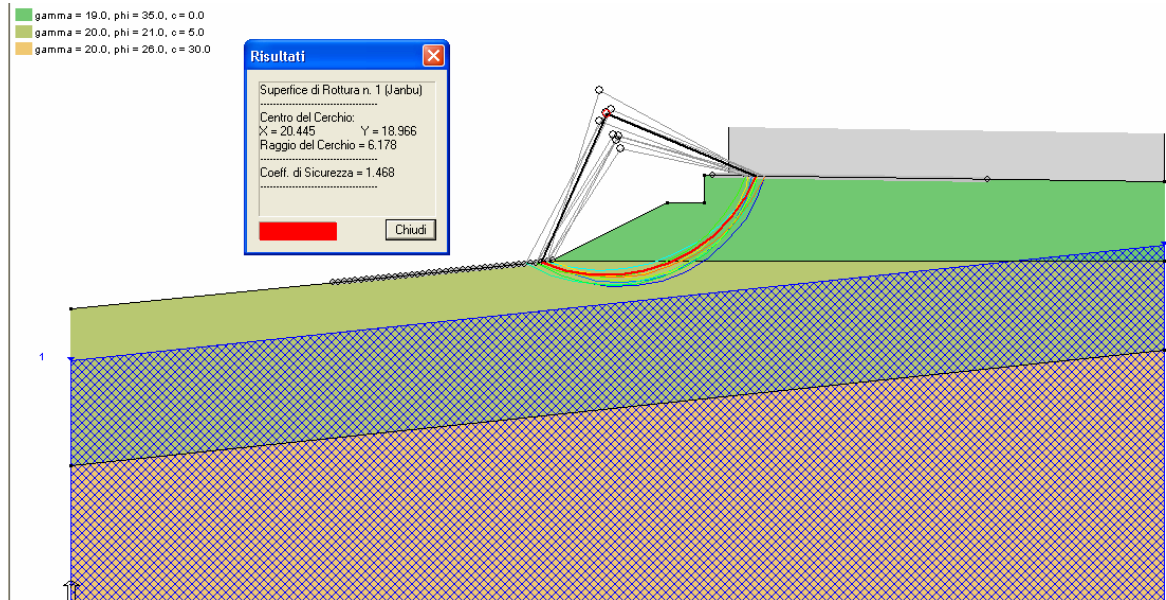 gamma = 19.0, phi = 35.0, c = 0.0
gamma = 20.0, phi = 21.0, c = 5.0
gamma = 20.0, phi = 26.0, c = 30.0
Risultati
Superfice di Rottura n. 1 (Janbu)
----------------------------------
Centro del Cerchio:
X = 20.445 Y = 18.966
Raggio del Cerchio = 6.178
----------------------------------
Coeff. di Sicurezza = 1.468
----------------------------------
Chiudi
1